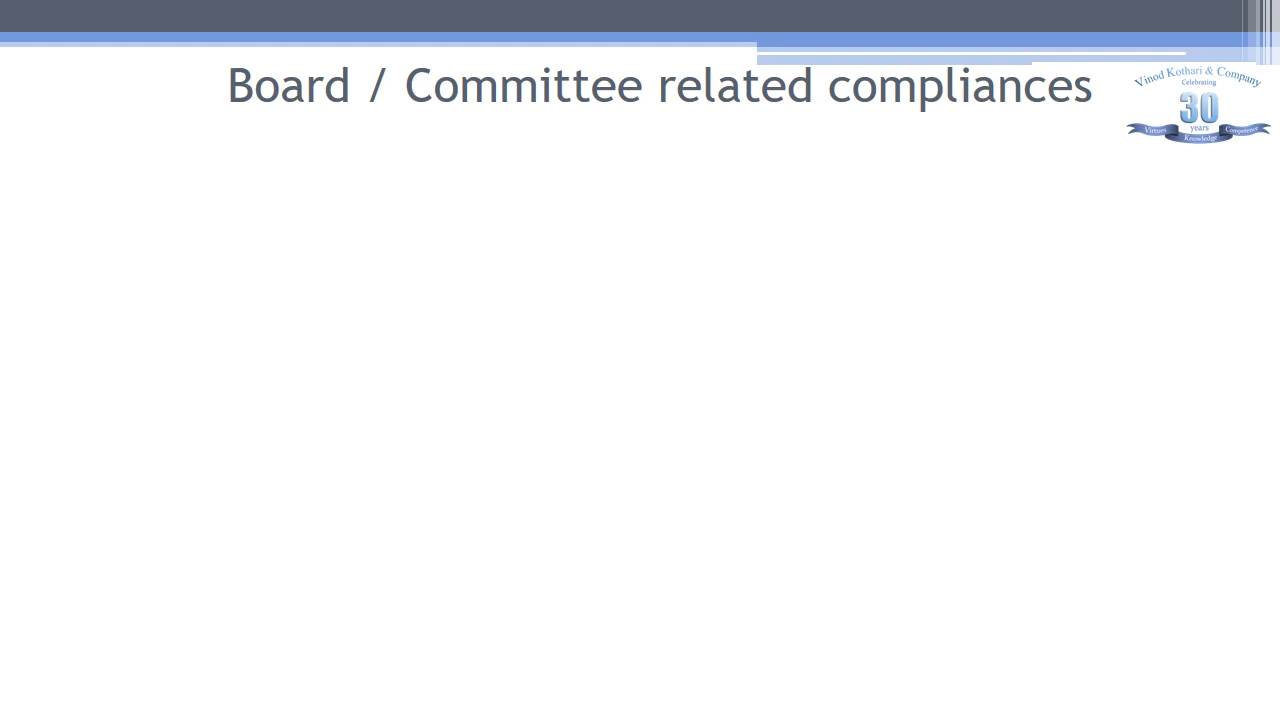 Board / Committee related compliances
Vinod Kothari & Company
Celebrating
30
years
Virtues Knowledge Competence